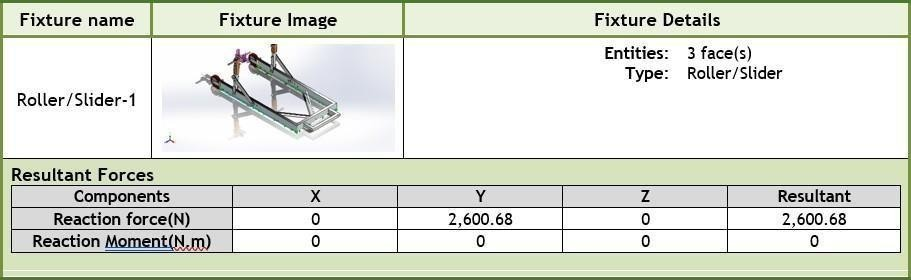 Fixture name Fixture Image Fixture Details
Roller/Slider-1
Entities: 3 face(s)
Type: Roller/Slider
Resultant Forces
Components X Y Z Resultant
Reaction force(N) 0 2,600.68 0 2,600.68
Reaction Moment(N.m) 0 0 0 0